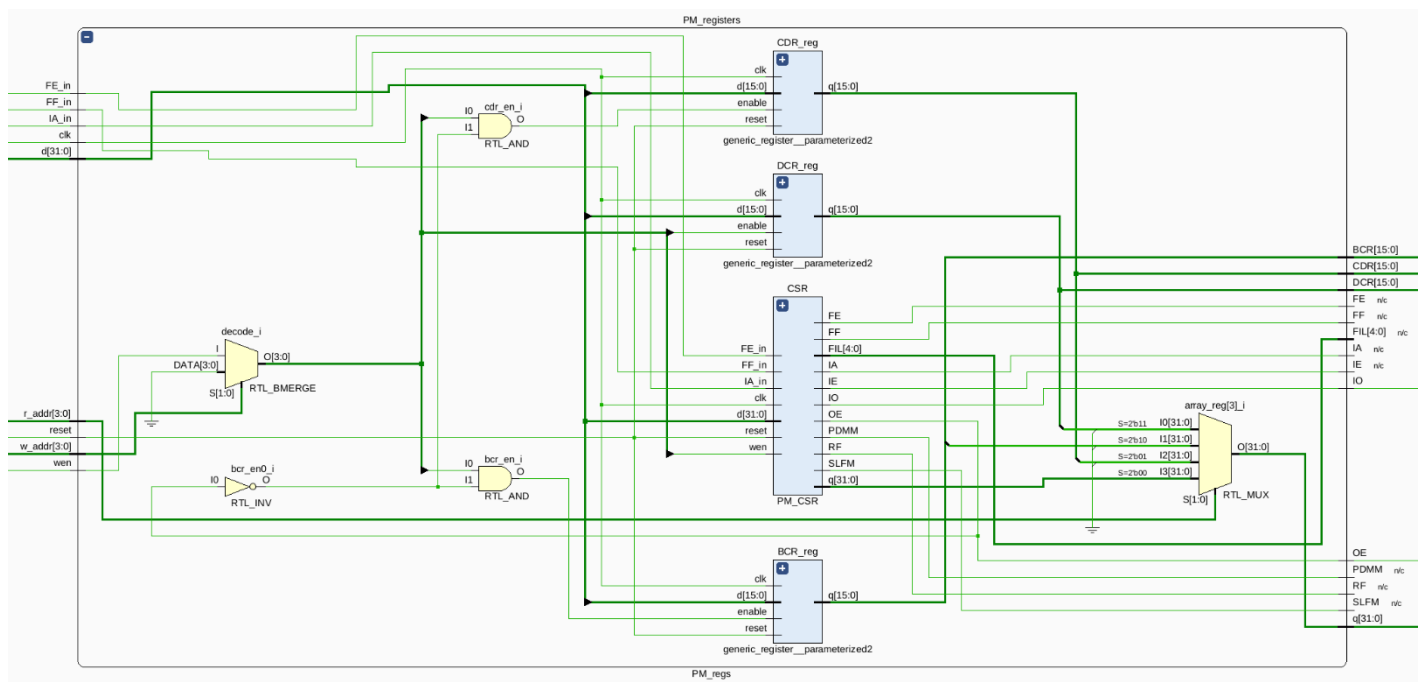 PM_registers
FE_in
FF_in
IA_in
clk
d[31:0]
r_addr[3:0]
reset
w_addr[3:0]
wen
decode_i
I
DATA[3:0]
S[1:0]
O[3:0]
RTL_BMERGE
bcr_en0_i
I0
O
RTL_INV
cdr_en_i
I0
I1
O
RTL_AND
bcr_en_i
I0
I1
O
RTL_AND
CDR_reg
clk
d[15:0]
enable
reset
q[15:0]
generic_register__parameterized2
DCR_reg
clk
d[15:0]
enable
reset
q[15:0]
generic_register__parameterized2
CSR
FE_in
FF_in
IA_in
clk
d[31:0]
reset
wen
FE
FF
FIL[4:0]
IA
IE
IO
OE
PDMM
RF
SLFM
q[31:0]
PM_CSR
BCR_reg
clk
d[15:0]
enable
reset
q[15:0]
generic_register__parameterized2
array_reg[3]_i
S=2'b11 I0[31:0]
S=2'b10 I1[31:0]
S=2'b01 I2[31:0]
S=2'b00 I3[31:0]
S[1:0]
O[31:0]
RTL_MUX
BCR[15:0]
CDR[15:0]
DCR[15:0]
FE n/c
FF n/c
FIL[4:0] n/c
IA n/c
IE n/c
IO
OE
PDMM n/c
RF n/c
SLFM n/c
q[31:0]
PM_regs